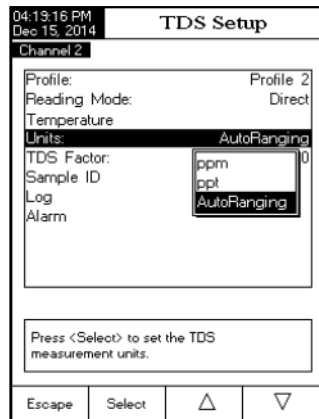 04:19:16 PM
Dec 15, 2014
TDS Setup
Channel 2
Profile: Profile 2
Reading Mode: Direct
Temperature
Units: AutoRanging
TDS Factor: 0
Sample ID
Log
Alarm
ppm
ppt
AutoRanging
Press <Select> to set the TDS
measurement units.
Escape Select △ ▽